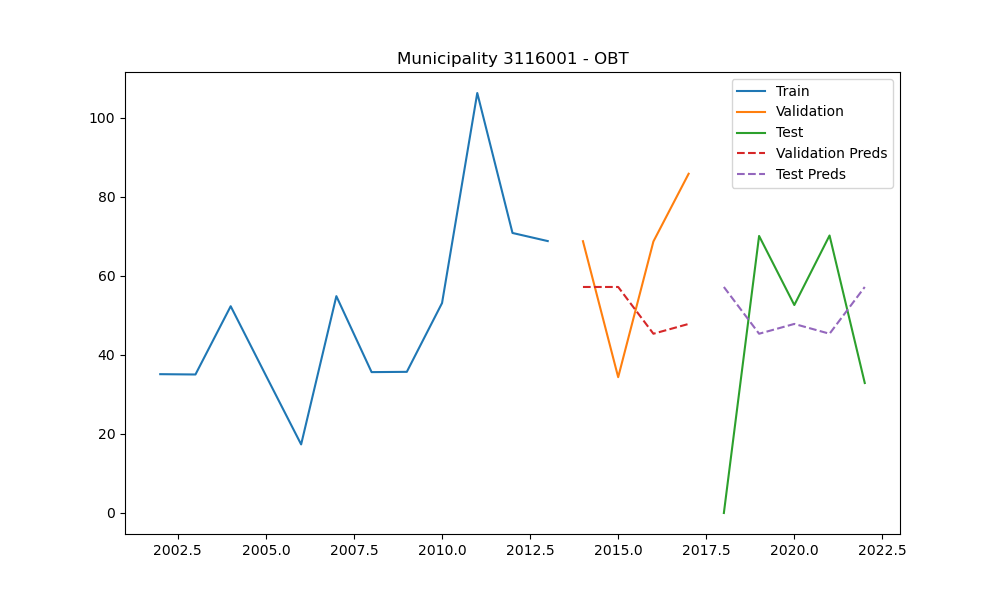 Municipality 3116001 - OBT
Train
Validation
Test
Validation Preds
Test Preds
100
80
60
40
20
0
2002.5 2005.0 2007.5 2010.0 2012.5 2015.0 2017.5 2020.0 2022.5